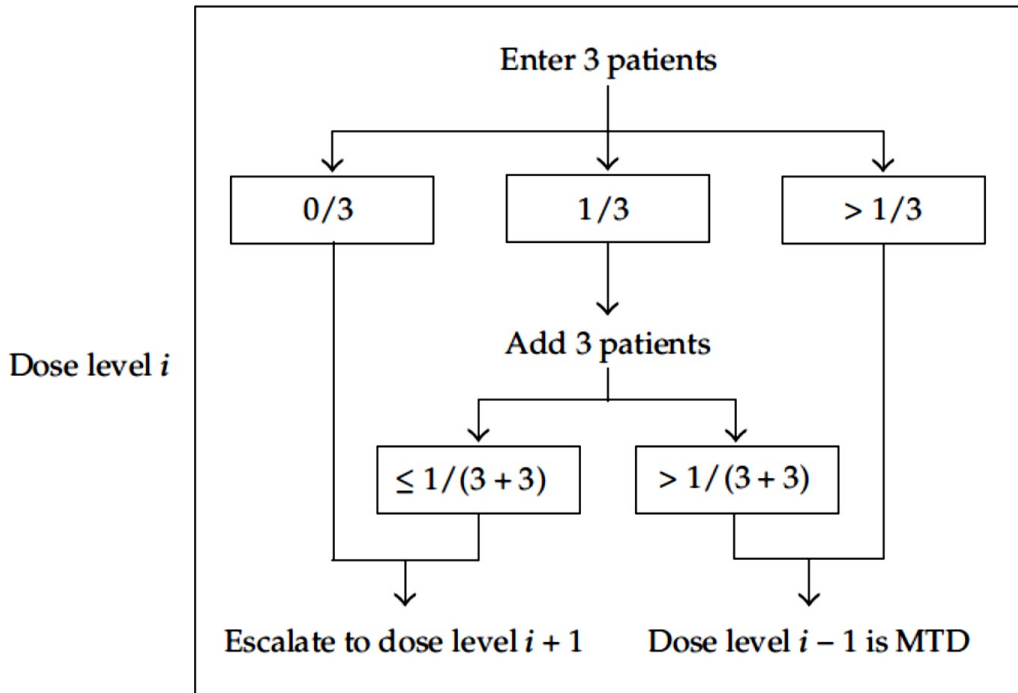 Enter 3 patients
0/3
1/3
> 1/3
Dose level i
Add 3 patients
≤ 1/(3 + 3)
> 1/(3 + 3)
Escalate to dose level i + 1
Dose level i − 1 is MTD